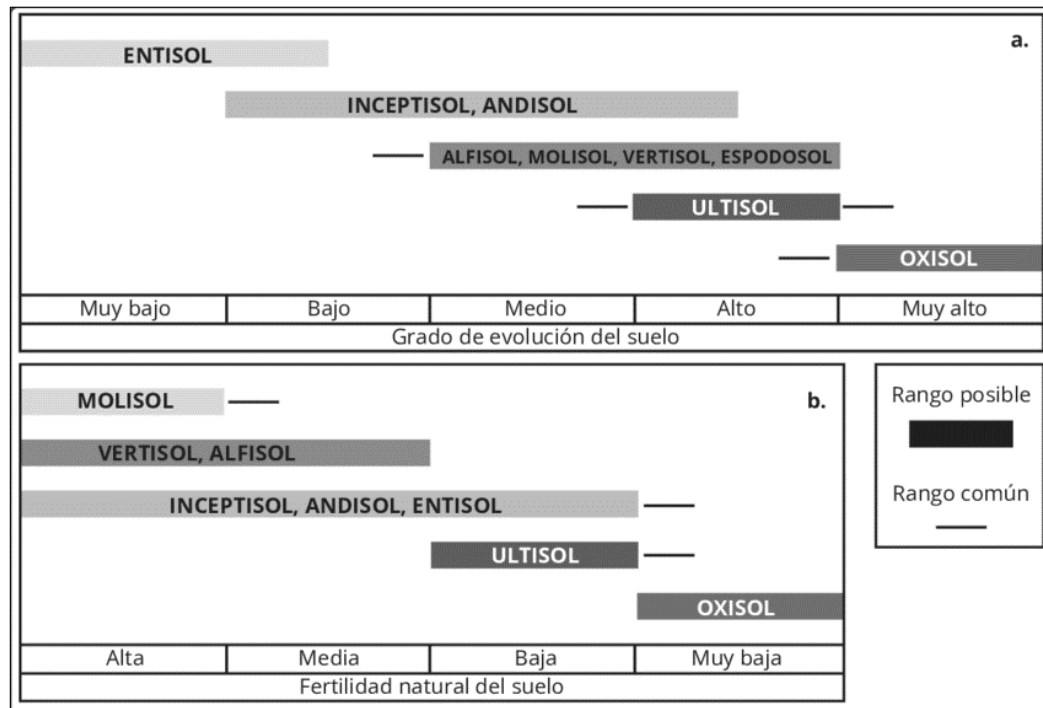 a.
ENTISOL
INCEPTISOL, ANDISOL
ALFISOL, MOLISOL, VERTISOL, ESPODOSOL
ULTISOL
OXISOL
Muy bajo Bajo Medio Alto Muy alto
Grado de evolución del suelo
b.
MOLISOL
VERTISOL, ALFISOL
INCEPTISOL, ANDISOL, ENTISOL
ULTISOL
OXISOL
Alta Media Baja Muy baja
Fertilidad natural del suelo
Rango posible
Rango común